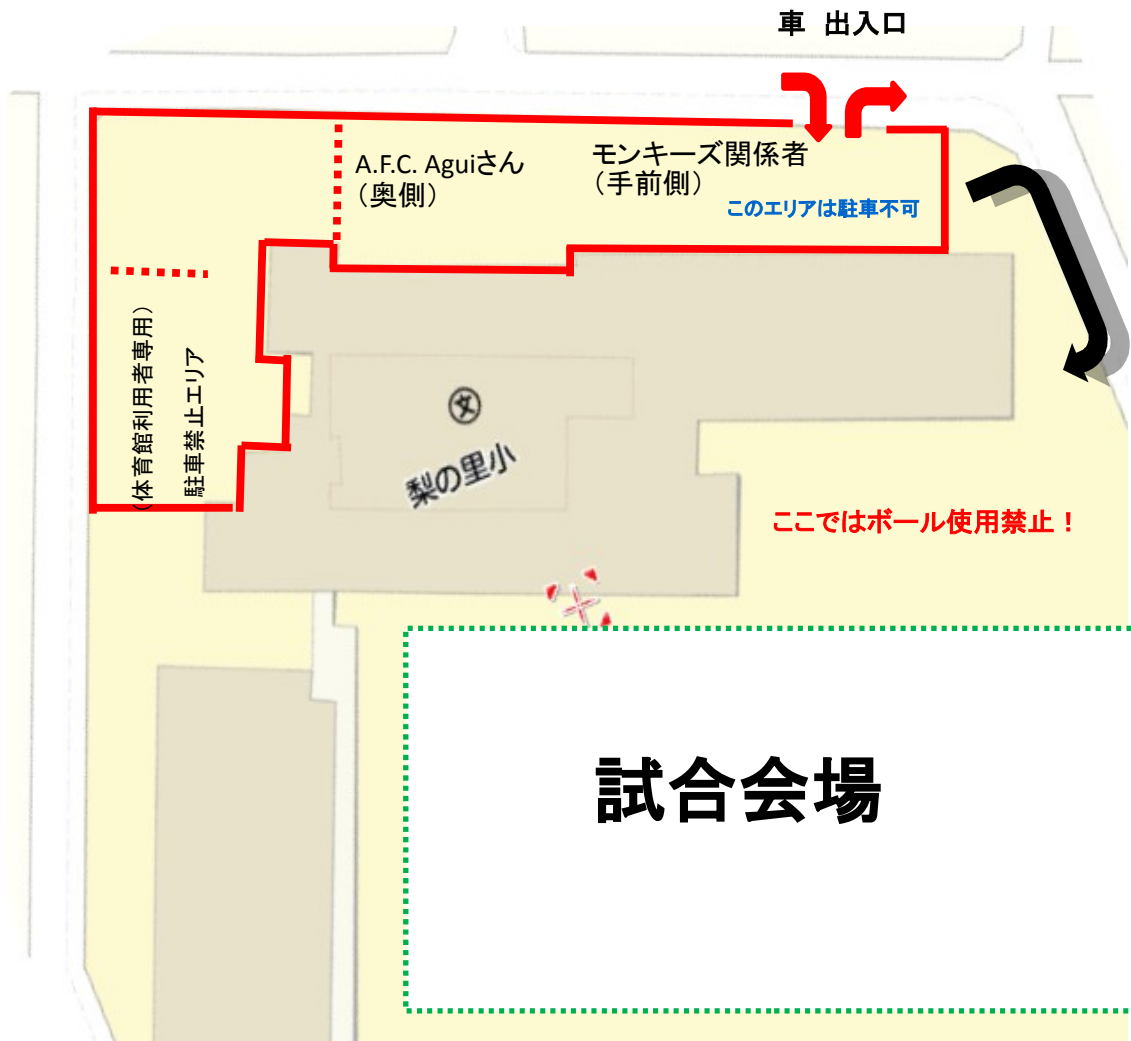 車 出入口
A.F.C. Aguiさん
（奥側）
モンキーズ関係者
（手前側）
このエリアは駐車不可
（体育館利用者専用）
駐車禁止エリア
文
梨の里小
ここではボール使用禁止！
試合会場